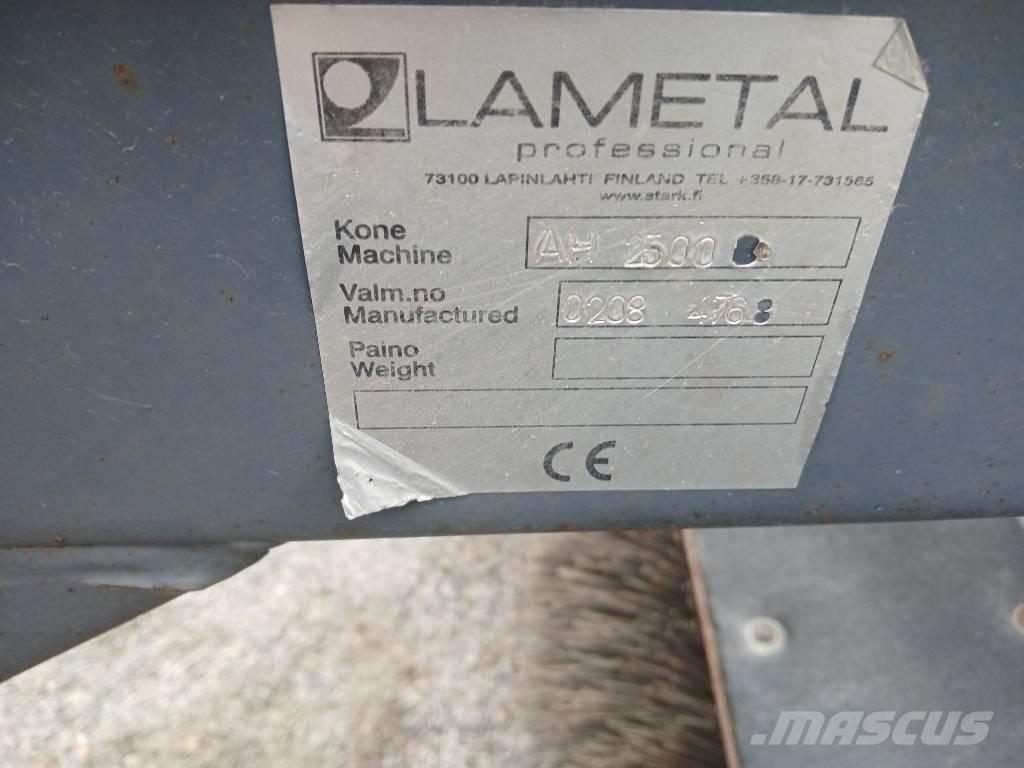 LAMETAL
professional
73100 LAPINLAHTI FINLAND TEL +358-17-731565
www.stark.fi
Kone
Machine
AH 2500
Valm.no
Manufactured
0208 4768
Paino
Weight
CE
MASCUS